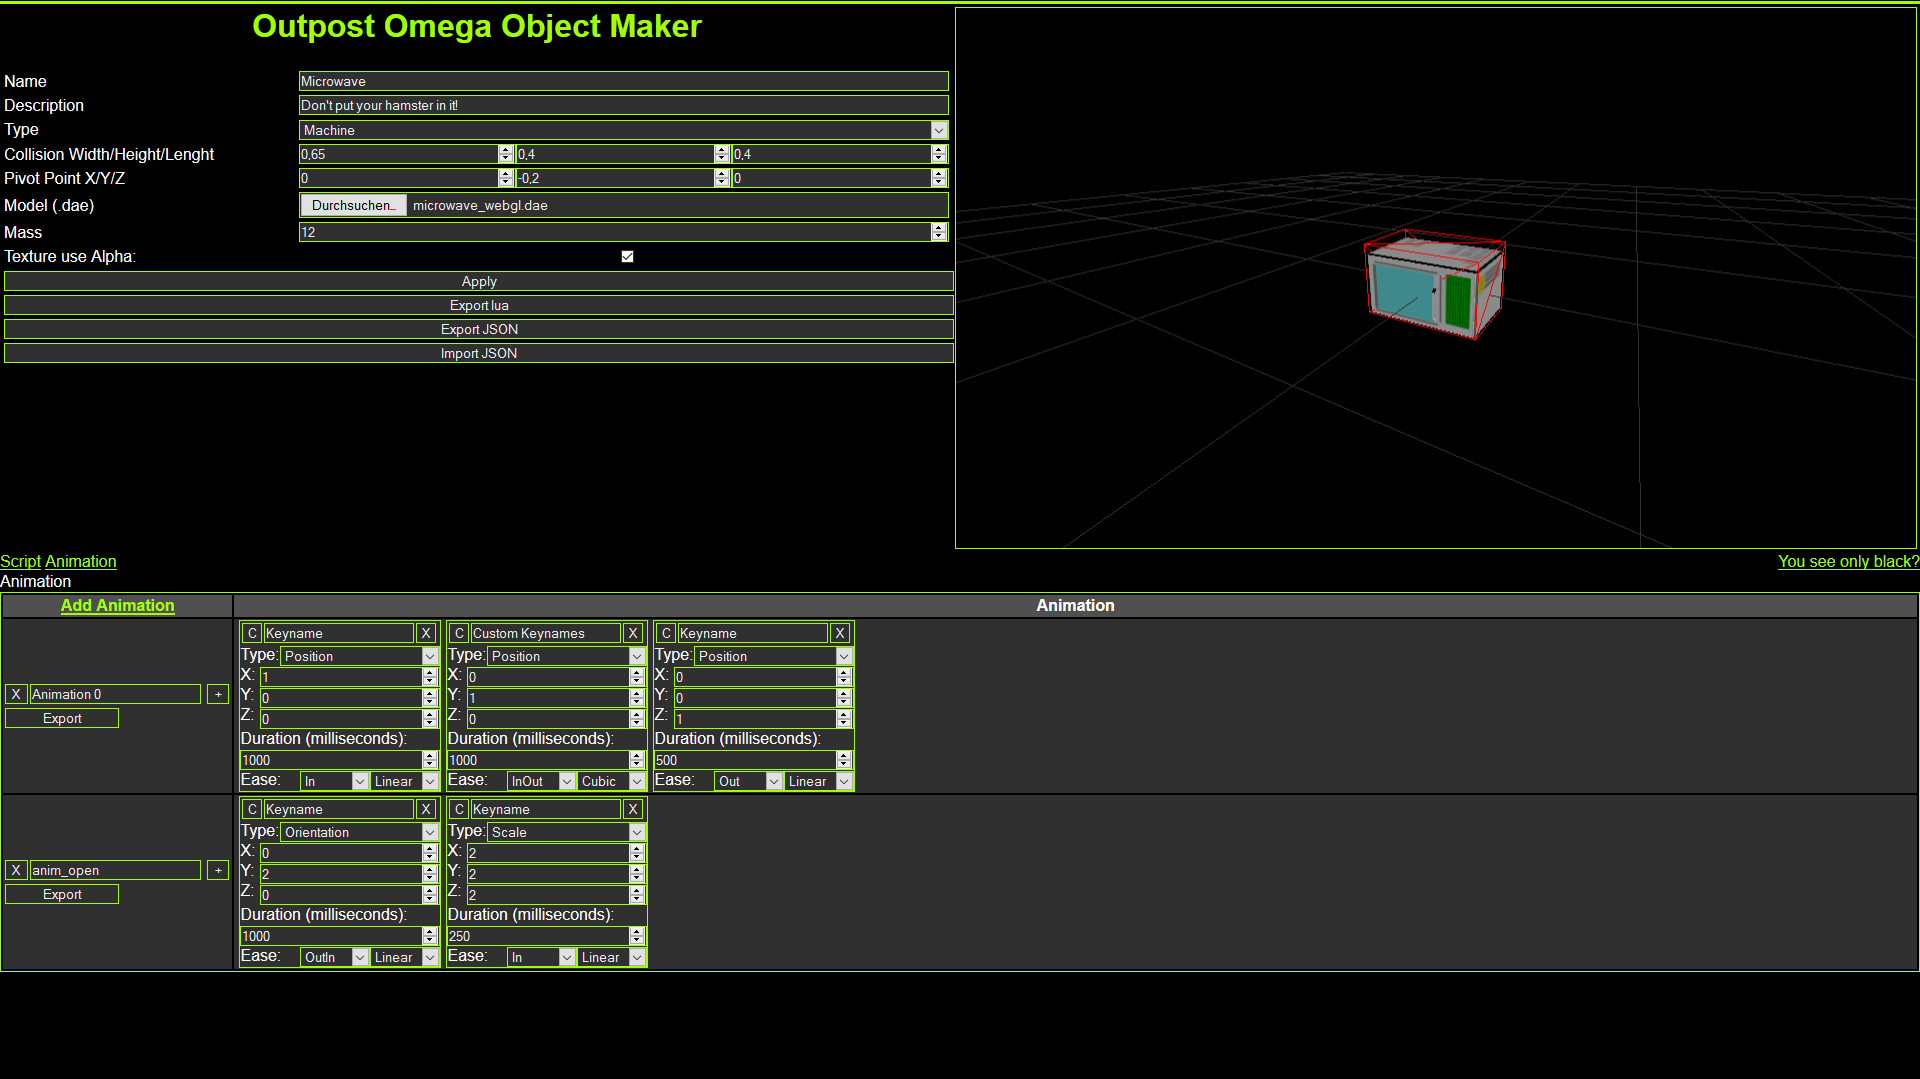 Outpost Omega Object Maker
Name Microwave
Description Don't put your hamster in it!
Type Machine
Collision Width/Height/Lenght 0,65 0,4 0,4
Pivot Point X/Y/Z 0 -0,2 0
Model (.dae) Durchsuchen... microwave_webgl.dae
Mass 12
Texture use Alpha:
Apply
Export lua
Export JSON
Import JSON
Script Animation You see only black?
Animation
Add Animation Animation
C Keyname X C Custom Keynames X C Keyname X
Type: Position Type: Position Type: Position
X: 1 X: 0 X: 0
X Animation 0 + Y: 0 Y: 1 Y: 0
Export Z: 0 Z: 0 Z: 1
Duration (milliseconds): Duration (milliseconds): Duration (milliseconds):
1000 1000 500
Ease: In Linear Ease: InOut Cubic Ease: Out Linear
C Keyname X C Keyname X
Type: Orientation Type: Scale
X: 0 X: 2
X anim_open + Y: 2 Y: 2
Export Z: 0 Z: 2
Duration (milliseconds): Duration (milliseconds):
1000 250
Ease: OutIn Linear Ease: In Linear